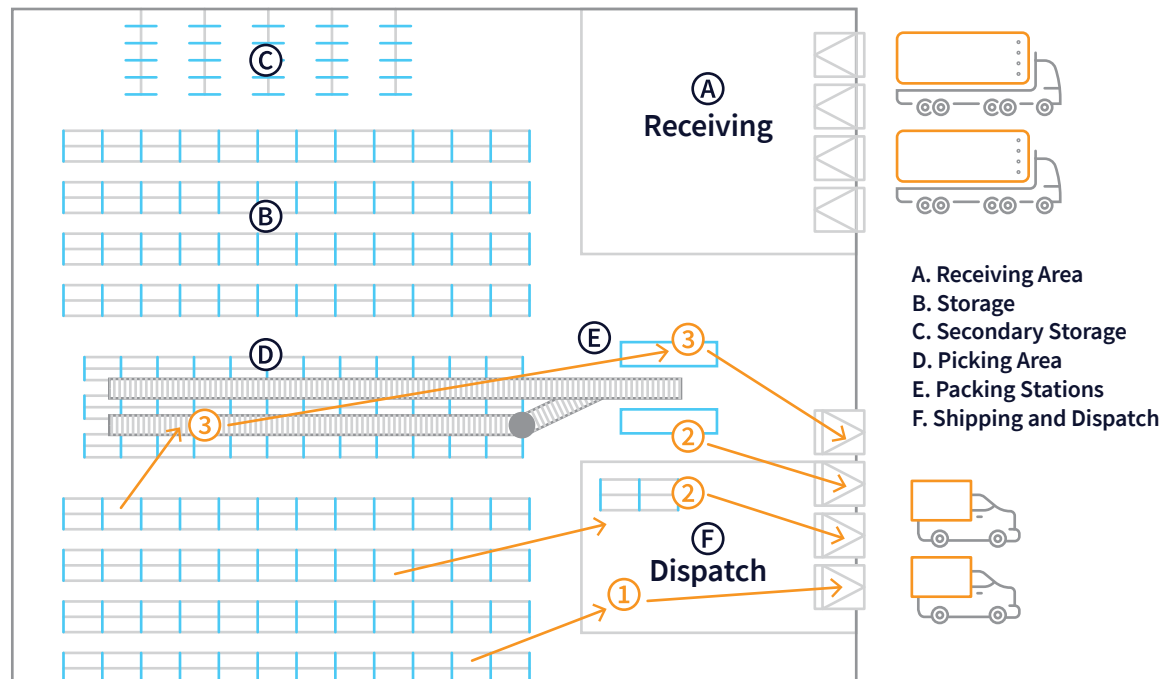 C
A
Receiving
B
A. Receiving Area
B. Storage
C. Secondary Storage
D. Picking Area
E. Packing Stations
F. Shipping and Dispatch
D
E
3
3
2
2
F
Dispatch
1